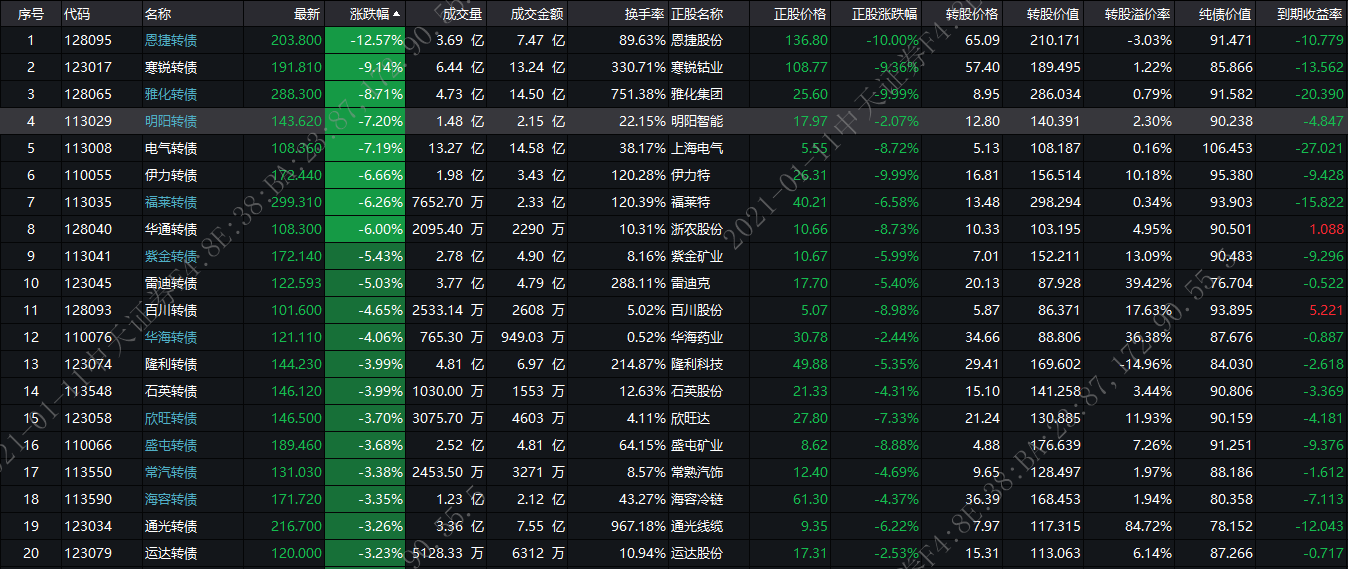 序号 代码 名称 最新 涨跌幅 成交量 成交金额 换手率 正股名称 正股价格 正股涨跌幅 转股价格 转股价值 转股溢价率 纯债价值 到期收益率
1 128095 恩捷转债 203.800 -12.57% 3.69 亿 7.47 亿 89.63% 恩捷股份 136.80 -10.00% 65.09 210.171 -3.03% 91.471 -10.779
2 123017 寒锐转债 191.810 -9.14% 6.44 亿 13.24 亿 330.71% 寒锐钴业 108.77 -9.36% 57.40 189.495 1.22% 85.866 -13.562
3 128065 雅化转债 288.300 -8.71% 4.73 亿 14.50 亿 751.38% 雅化集团 25.60 -9.99% 8.95 286.034 0.79% 91.582 -20.390
4 113029 明阳转债 143.620 -7.20% 1.48 亿 2.15 亿 22.15% 明阳智能 17.97 -2.07% 12.80 140.391 2.30% 90.238 -4.847
5 113008 电气转债 108.360 -7.19% 13.27 亿 14.58 亿 38.17% 上海电气 5.55 -8.72% 5.13 108.187 0.16% 106.453 -27.021
6 110055 伊力转债 172.440 -6.66% 1.98 亿 3.43 亿 120.28% 伊力特 26.31 -9.99% 16.81 156.514 10.18% 95.380 -9.428
7 113035 福莱转债 299.310 -6.26% 7652.70 万 2.33 亿 120.39% 福莱特 40.21 -6.58% 13.48 298.294 0.34% 93.903 -15.822
8 128040 华通转债 108.300 -6.00% 2095.40 万 2290 万 10.31% 浙农股份 10.66 -8.73% 10.33 103.195 4.95% 90.501 1.088
9 113041 紫金转债 172.140 -5.43% 2.78 亿 4.90 亿 8.16% 紫金矿业 10.67 -5.99% 7.01 152.211 13.09% 90.483 -9.296
10 123045 雷迪转债 122.593 -5.03% 3.77 亿 4.79 亿 288.11% 雷迪克 17.70 -5.40% 20.13 87.928 39.42% 76.704 -0.522
11 128093 百川转债 101.600 -4.65% 2533.14 万 2608 万 5.02% 百川股份 5.07 -8.98% 5.87 86.371 17.63% 93.895 5.221
12 110076 华海转债 121.110 -4.06% 765.30 万 949.03 万 0.52% 华海药业 30.78 -2.44% 34.66 88.806 36.38% 87.676 -0.887
13 123074 隆利转债 144.230 -3.99% 4.81 亿 6.97 亿 214.87% 隆利科技 49.88 -5.35% 29.41 169.602 -14.96% 84.030 -2.618
14 113548 石英转债 146.120 -3.99% 1030.00 万 1553 万 12.63% 石英股份 21.33 -4.31% 15.10 141.258 3.44% 90.806 -3.369
15 123058 欣旺转债 146.500 -3.70% 3075.70 万 4603 万 4.11% 欣旺达 27.80 -7.33% 21.24 130.885 11.93% 90.159 -4.181
16 110066 盛屯转债 189.460 -3.68% 2.52 亿 4.81 亿 64.15% 盛屯矿业 8.62 -8.88% 4.88 176.639 7.26% 91.251 -9.376
17 113550 常汽转债 131.030 -3.38% 2453.50 万 3271 万 8.57% 常熟汽饰 12.40 -4.69% 9.65 128.497 1.97% 88.186 -1.612
18 113590 海容转债 171.720 -3.35% 1.23 亿 2.12 亿 43.27% 海容冷链 61.30 -4.37% 36.39 168.453 1.94% 80.358 -7.113
19 123034 通光转债 216.700 -3.26% 3.36 亿 7.55 亿 967.18% 通光线缆 9.35 -6.22% 7.97 117.315 84.72% 78.152 -12.043
20 123079 运达转债 120.000 -3.23% 5128.33 万 6312 万 10.94% 运达股份 17.31 -2.53% 15.31 113.063 6.14% 87.266 -0.717